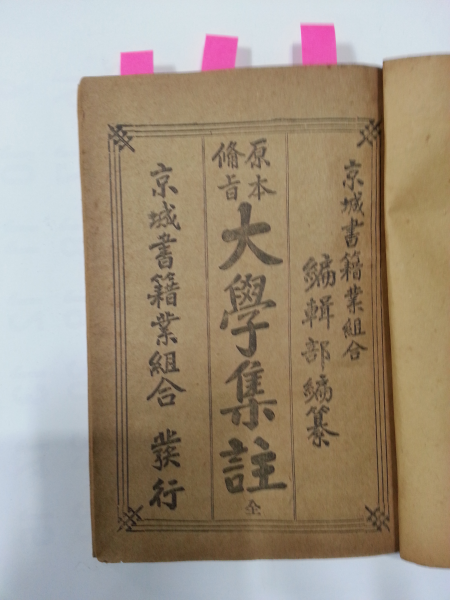 京城書籍業組合
編輯部編纂
原本
備旨
大學集註
全
京城書籍業組合 發行